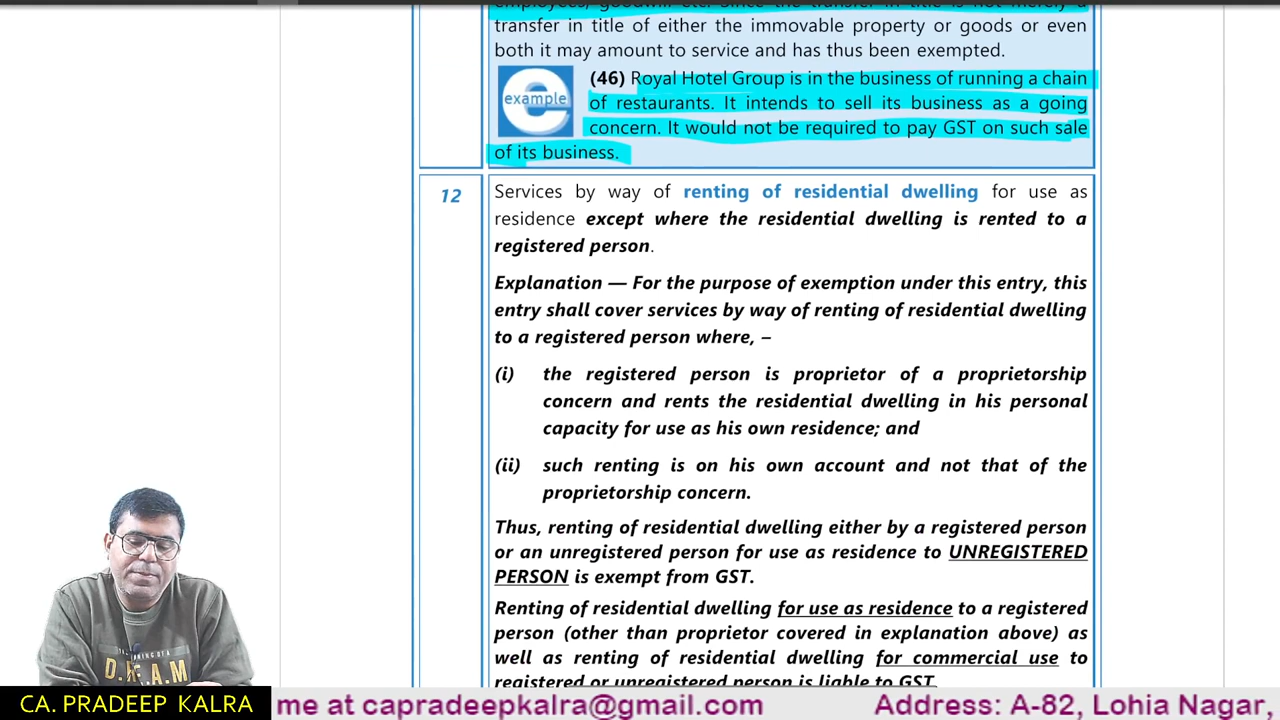 employees, goodwill etc. Since the transfer in title is not merely a
transfer in title of either the immovable property or goods or even
both it may amount to service and has thus been exempted.
example
(46) Royal Hotel Group is in the business of running a chain
of restaurants. It intends to sell its business as a going
concern. It would not be required to pay GST on such sale
of its business.
12
Services by way of renting of residential dwelling for use as
residence except where the residential dwelling is rented to a
registered person.
Explanation — For the purpose of exemption under this entry, this
entry shall cover services by way of renting of residential dwelling
to a registered person where, –
(i) the registered person is proprietor of a proprietorship
concern and rents the residential dwelling in his personal
capacity for use as his own residence; and
(ii) such renting is on his own account and not that of the
proprietorship concern.
Thus, renting of residential dwelling either by a registered person
or an unregistered person for use as residence to UNREGISTERED
PERSON is exempt from GST.
Renting of residential dwelling for use as residence to a registered
person (other than proprietor covered in explanation above) as
well as renting of residential dwelling for commercial use to
registered or unregistered person is liable to GST.
CA. PRADEEP KALRA
me at capradeepkalra@gmail.com
Address: A-82, Lohia Nagar,